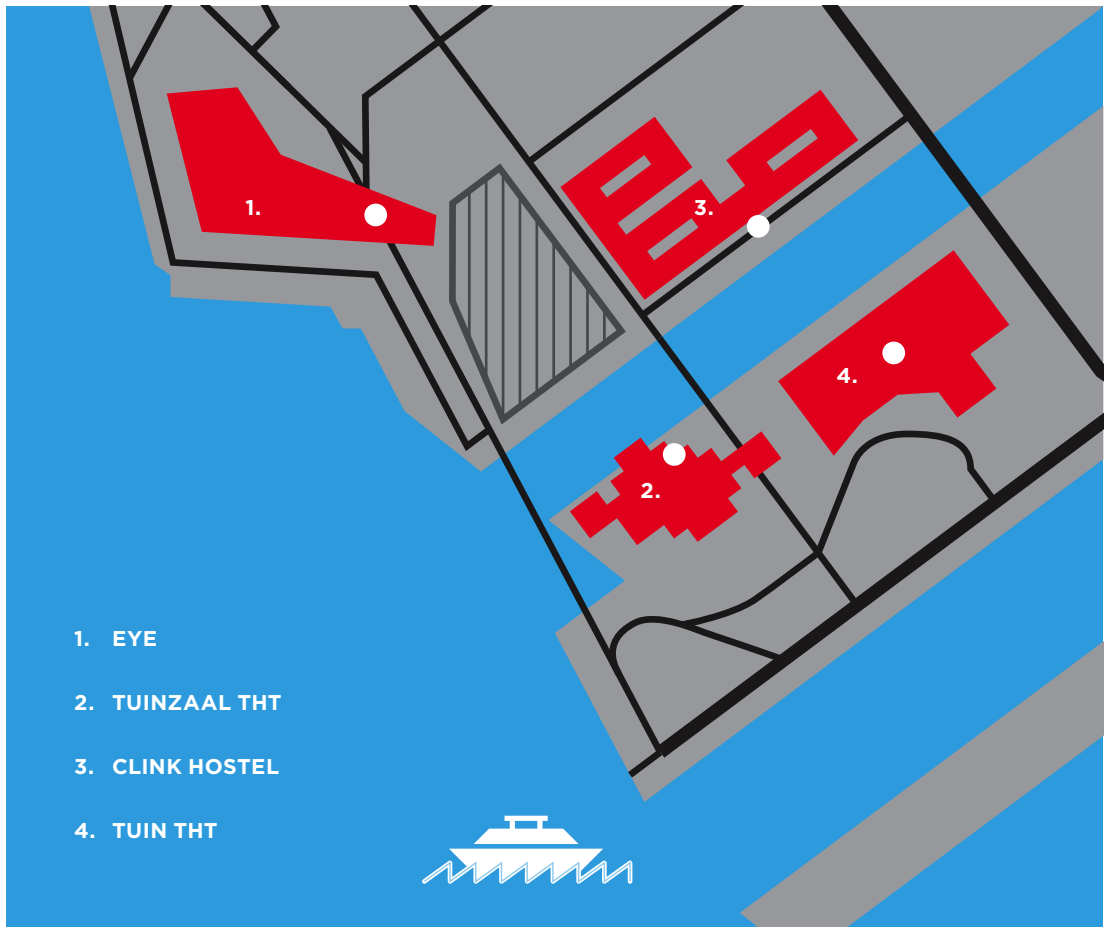 1.
3.
4.
2.
1. EYE
2. TUINZAAL THT
3. CLINK HOSTEL
4. TUIN THT